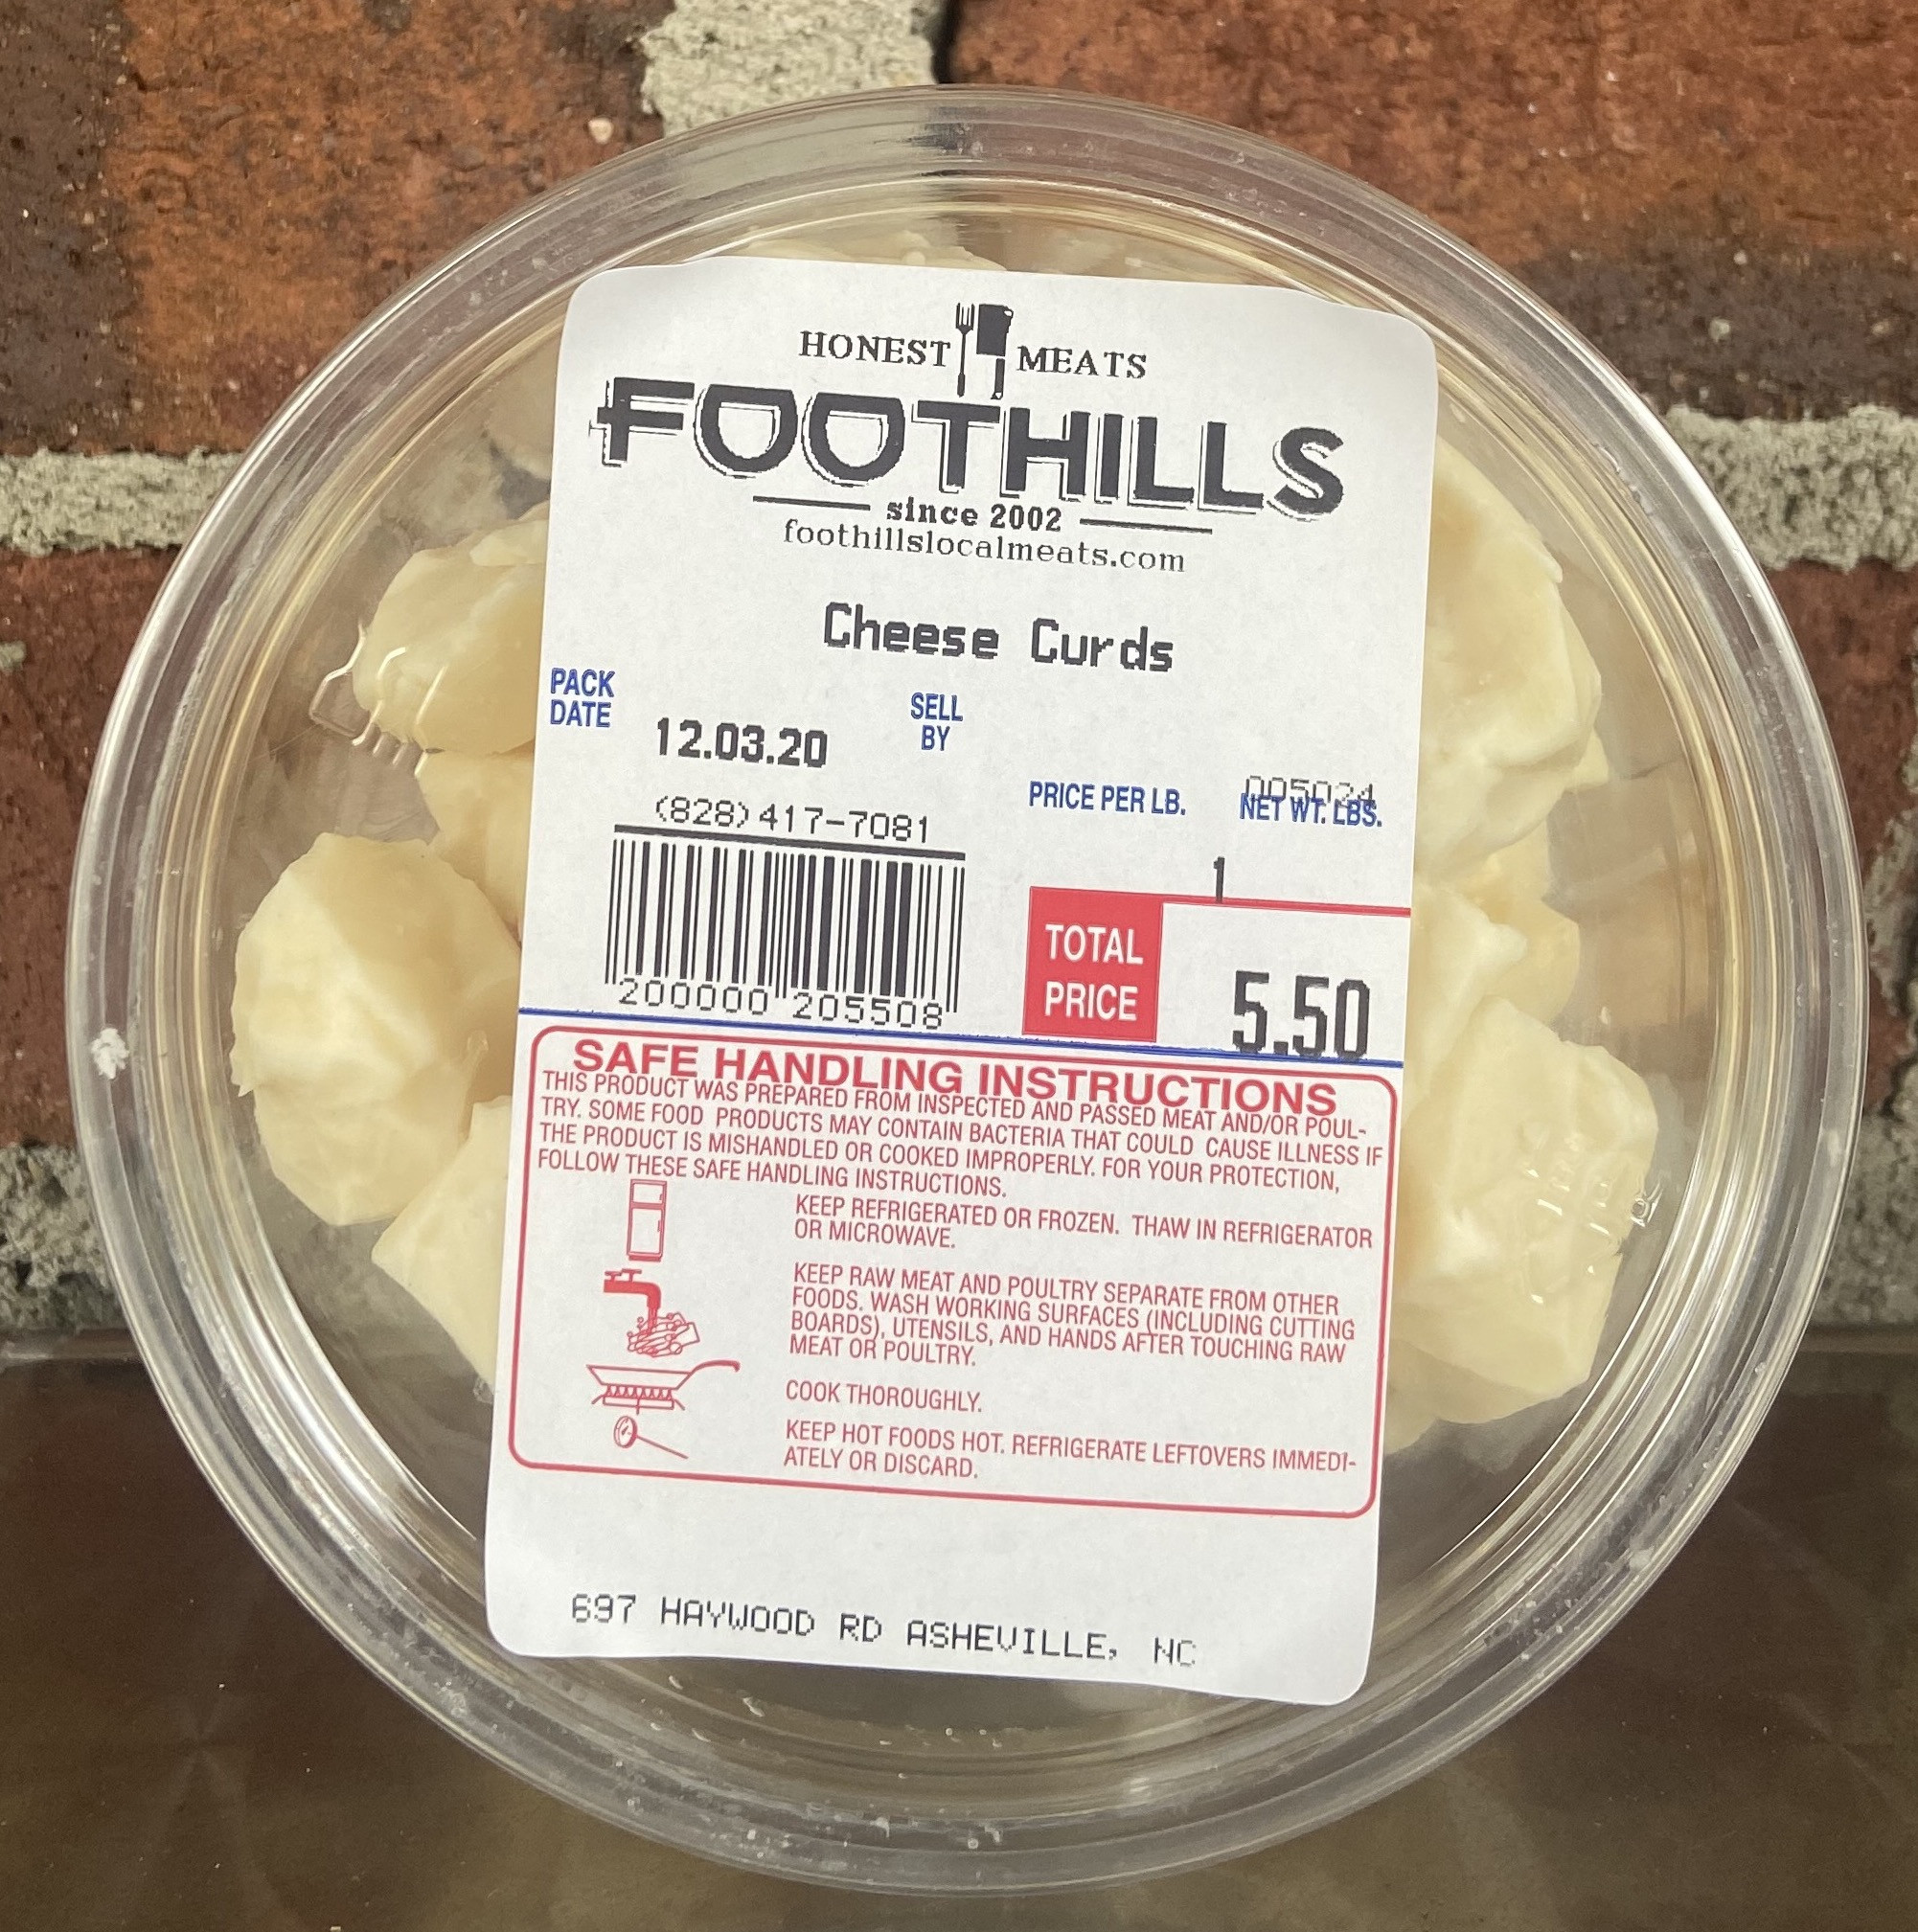 HONEST MEATS
FOOTHILLS
since 2002
foothillslocalmeats.com
Cheese Curds
PACK
DATE
12.03.20
SELL
BY
(828)417-7081
PRICE PER LB.
005024
NET WT. LBS.
1
200000 205508
TOTAL
PRICE
5.50
SAFE HANDLING INSTRUCTIONS
THIS PRODUCT WAS PREPARED FROM INSPECTED AND PASSED MEAT AND/OR POUL-
TRY. SOME FOOD PRODUCTS MAY CONTAIN BACTERIA THAT COULD CAUSE ILLNESS IF
THE PRODUCT IS MISHANDLED OR COOKED IMPROPERLY. FOR YOUR PROTECTION,
FOLLOW THESE SAFE HANDLING INSTRUCTIONS.
KEEP REFRIGERATED OR FROZEN. THAW IN REFRIGERATOR
OR MICROWAVE.
KEEP RAW MEAT AND POULTRY SEPARATE FROM OTHER
FOODS. WASH WORKING SURFACES (INCLUDING CUTTING
BOARDS), UTENSILS, AND HANDS AFTER TOUCHING RAW
MEAT OR POULTRY.
COOK THOROUGHLY.
KEEP HOT FOODS HOT. REFRIGERATE LEFTOVERS IMMEDI-
ATELY OR DISCARD.
697 HAYWOOD RD ASHEVILLE, NC